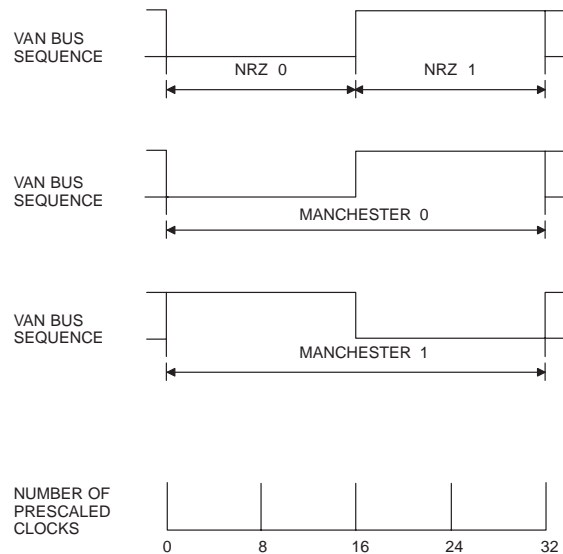 VAN BUS
SEQUENCE
NRZ 0
NRZ 1
VAN BUS
SEQUENCE
MANCHESTER 0
VAN BUS
SEQUENCE
MANCHESTER 1
NUMBER OF
PRESCALED
CLOCKS
0 8 16 24 32